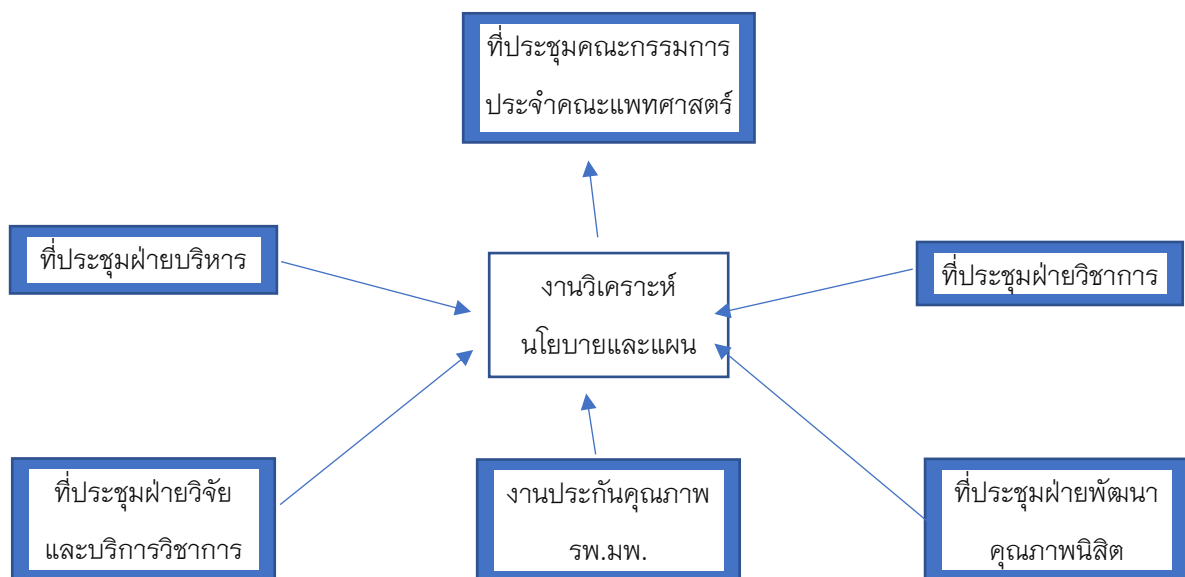 ที่ประชุมคณะกรรมการ
ประจำคณะแพทศาสตร์
ที่ประชุมฝ่ายบริหาร
งานวิเคราะห์
นโยบายและแผน
ที่ประชุมฝ่ายวิชาการ
ที่ประชุมฝ่ายวิจัย
และบริการวิชาการ
งานประกันคุณภาพ
รพ.มพ.
ที่ประชุมฝ่ายพัฒนา
คุณภาพนิสิต